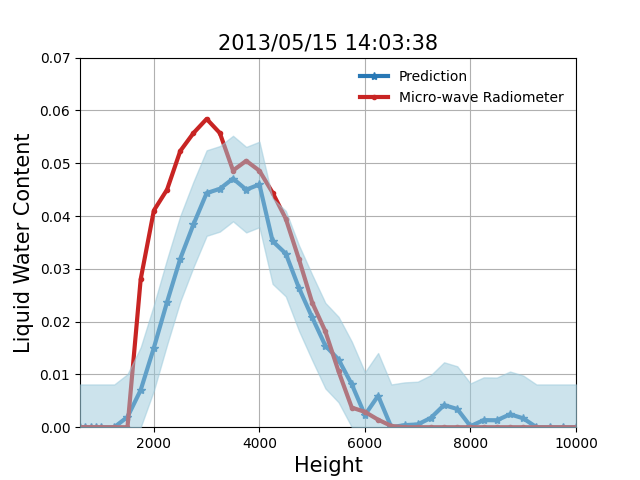 2013/05/15 14:03:38
Prediction
Micro-wave Radiometer
Liquid Water Content
0.07
0.06
0.05
0.04
0.03
0.02
0.01
0.00
2000 4000 6000 8000 10000
Height